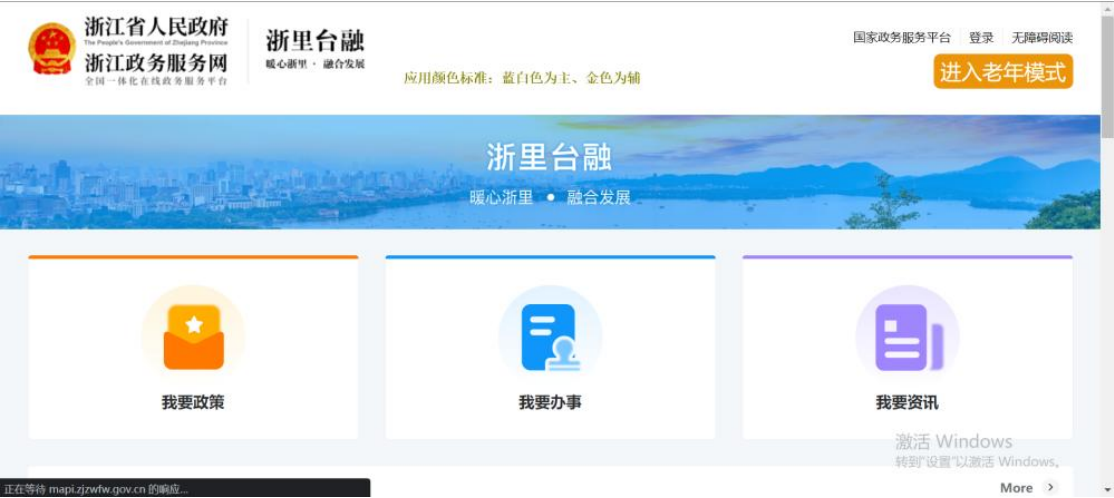 浙江省人民政府
The People's Government of Zhejiang Province
浙江政务服务网
全国一体化在线政务服务平台
浙里台融
暖心浙里 · 融合发展
应用颜色标准：蓝白色为主、金色为辅
国家政务服务平台 登录 无障碍阅读
进入老年模式
浙里台融
暖心浙里 ● 融合发展
我要政策
我要办事
我要资讯
激活 Windows
转到"设置"以激活 Windows。
More >
正在等待 mapi.zjzwfw.gov.cn 的响应...